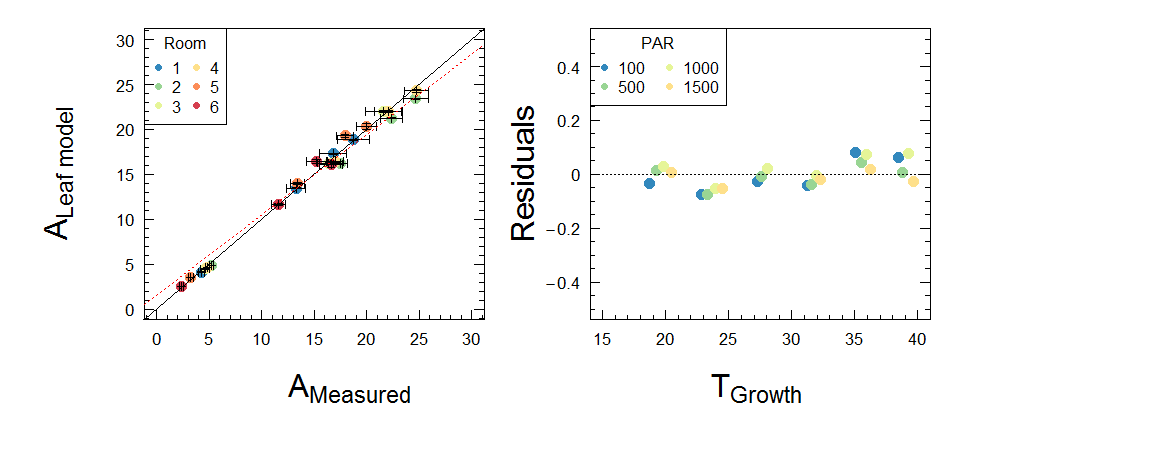 Room
1 4
2 5
3 6
30
25
20
15
10
5
0
0 5 10 15 20 25 30
A Leaf model
A Measured
PAR
100 1000
500 1500
0.4
0.2
0
−0.2
−0.4
15 20 25 30 35 40
Residuals
T Growth